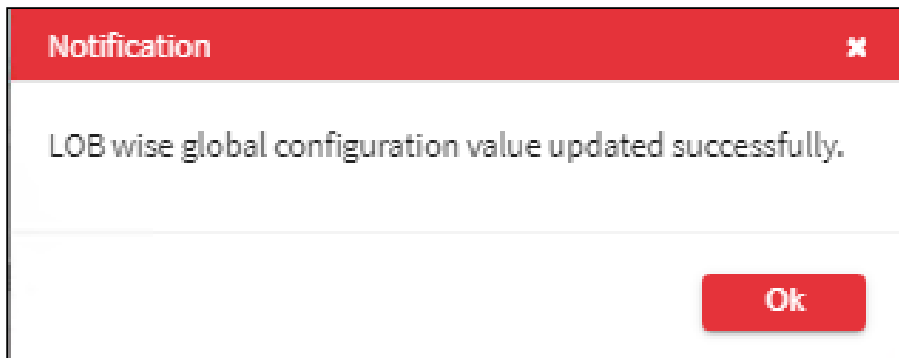 Notification
LOB wise global configuration value updated successfully.
Ok